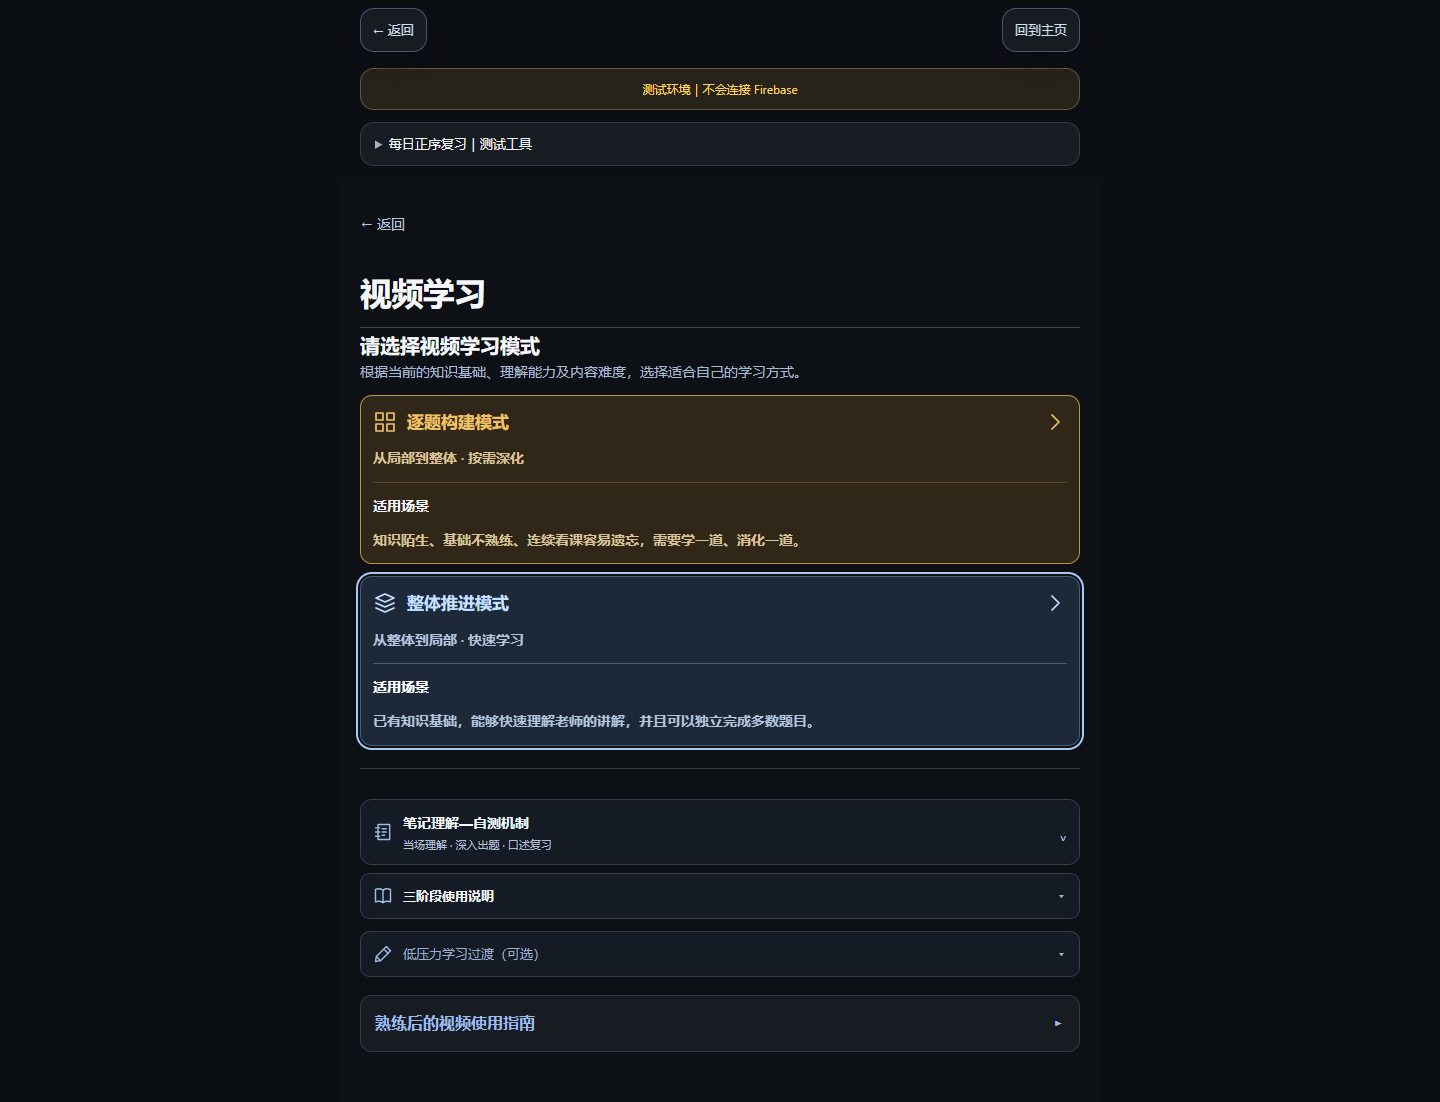 ← 返回
回到主页
测试环境 | 不会连接 Firebase
▶ 每日正序复习 | 测试工具
← 返回
视频学习
请选择视频学习模式
根据当前的知识基础、理解能力及内容难度，选择适合自己的学习方式。
逐题构建模式
从局部到整体 · 按需深化
适用场景
知识陌生、基础不熟练、连续看课容易遗忘，需要学一道、消化一道。
整体推进模式
从整体到局部 · 快速学习
适用场景
已有知识基础，能够快速理解老师的讲解，并且可以独立完成多数题目。
笔记理解—自测机制
当场理解 · 深入出题 · 口述复习
三阶段使用说明
低压力学习过渡（可选）
熟练后的视频使用指南